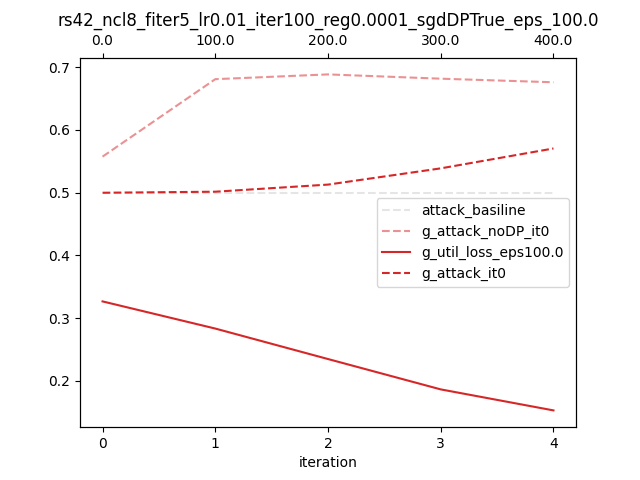 rs42_ncl8_fiter5_lr0.01_iter100_reg0.0001_sgdDPTrue_eps_100.0
0.0 100.0 200.0 300.0 400.0
0.7
0.6
0.5
0.4
0.3
0.2
attack_basiline
g_attack_noDP_it0
g_util_loss_eps100.0
g_attack_it0
0 1 2 3 4
iteration